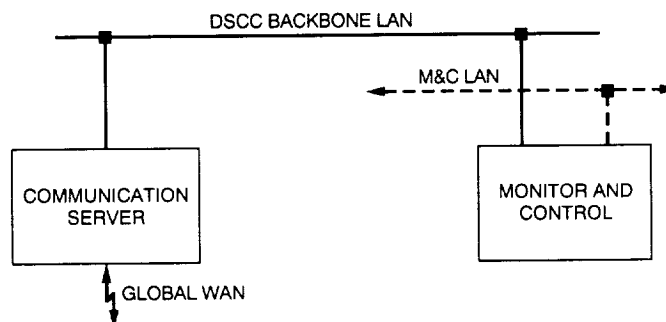 DSCC BACKBONE LAN
M&C LAN
COMMUNICATION
SERVER
MONITOR AND
CONTROL
GLOBAL WAN